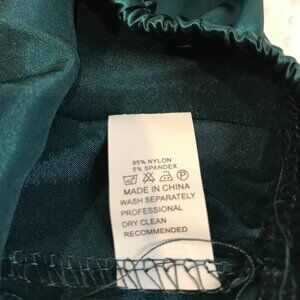 95% NYLON
5% SPANDEX
MADE IN CHINA
WASH SEPARATELY
PROFESSIONAL
DRY CLEAN
RECOMMENDED